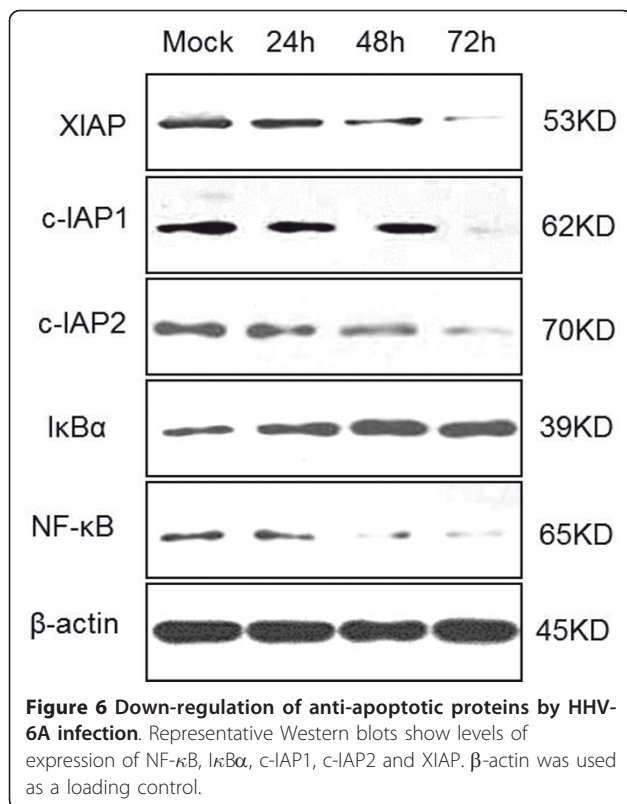 Mock 24h 48h 72h
XIAP 53KD
c-IAP1 62KD
c-IAP2 70KD
IκBα 39KD
NF-κB 65KD
β-actin 45KD
Figure 6 Down-regulation of anti-apoptotic proteins by HHV-
6A infection. Representative Western blots show levels of
expression of NF-κB, IκBα, c-IAP1, c-IAP2 and XIAP. β-actin was used
as a loading control.